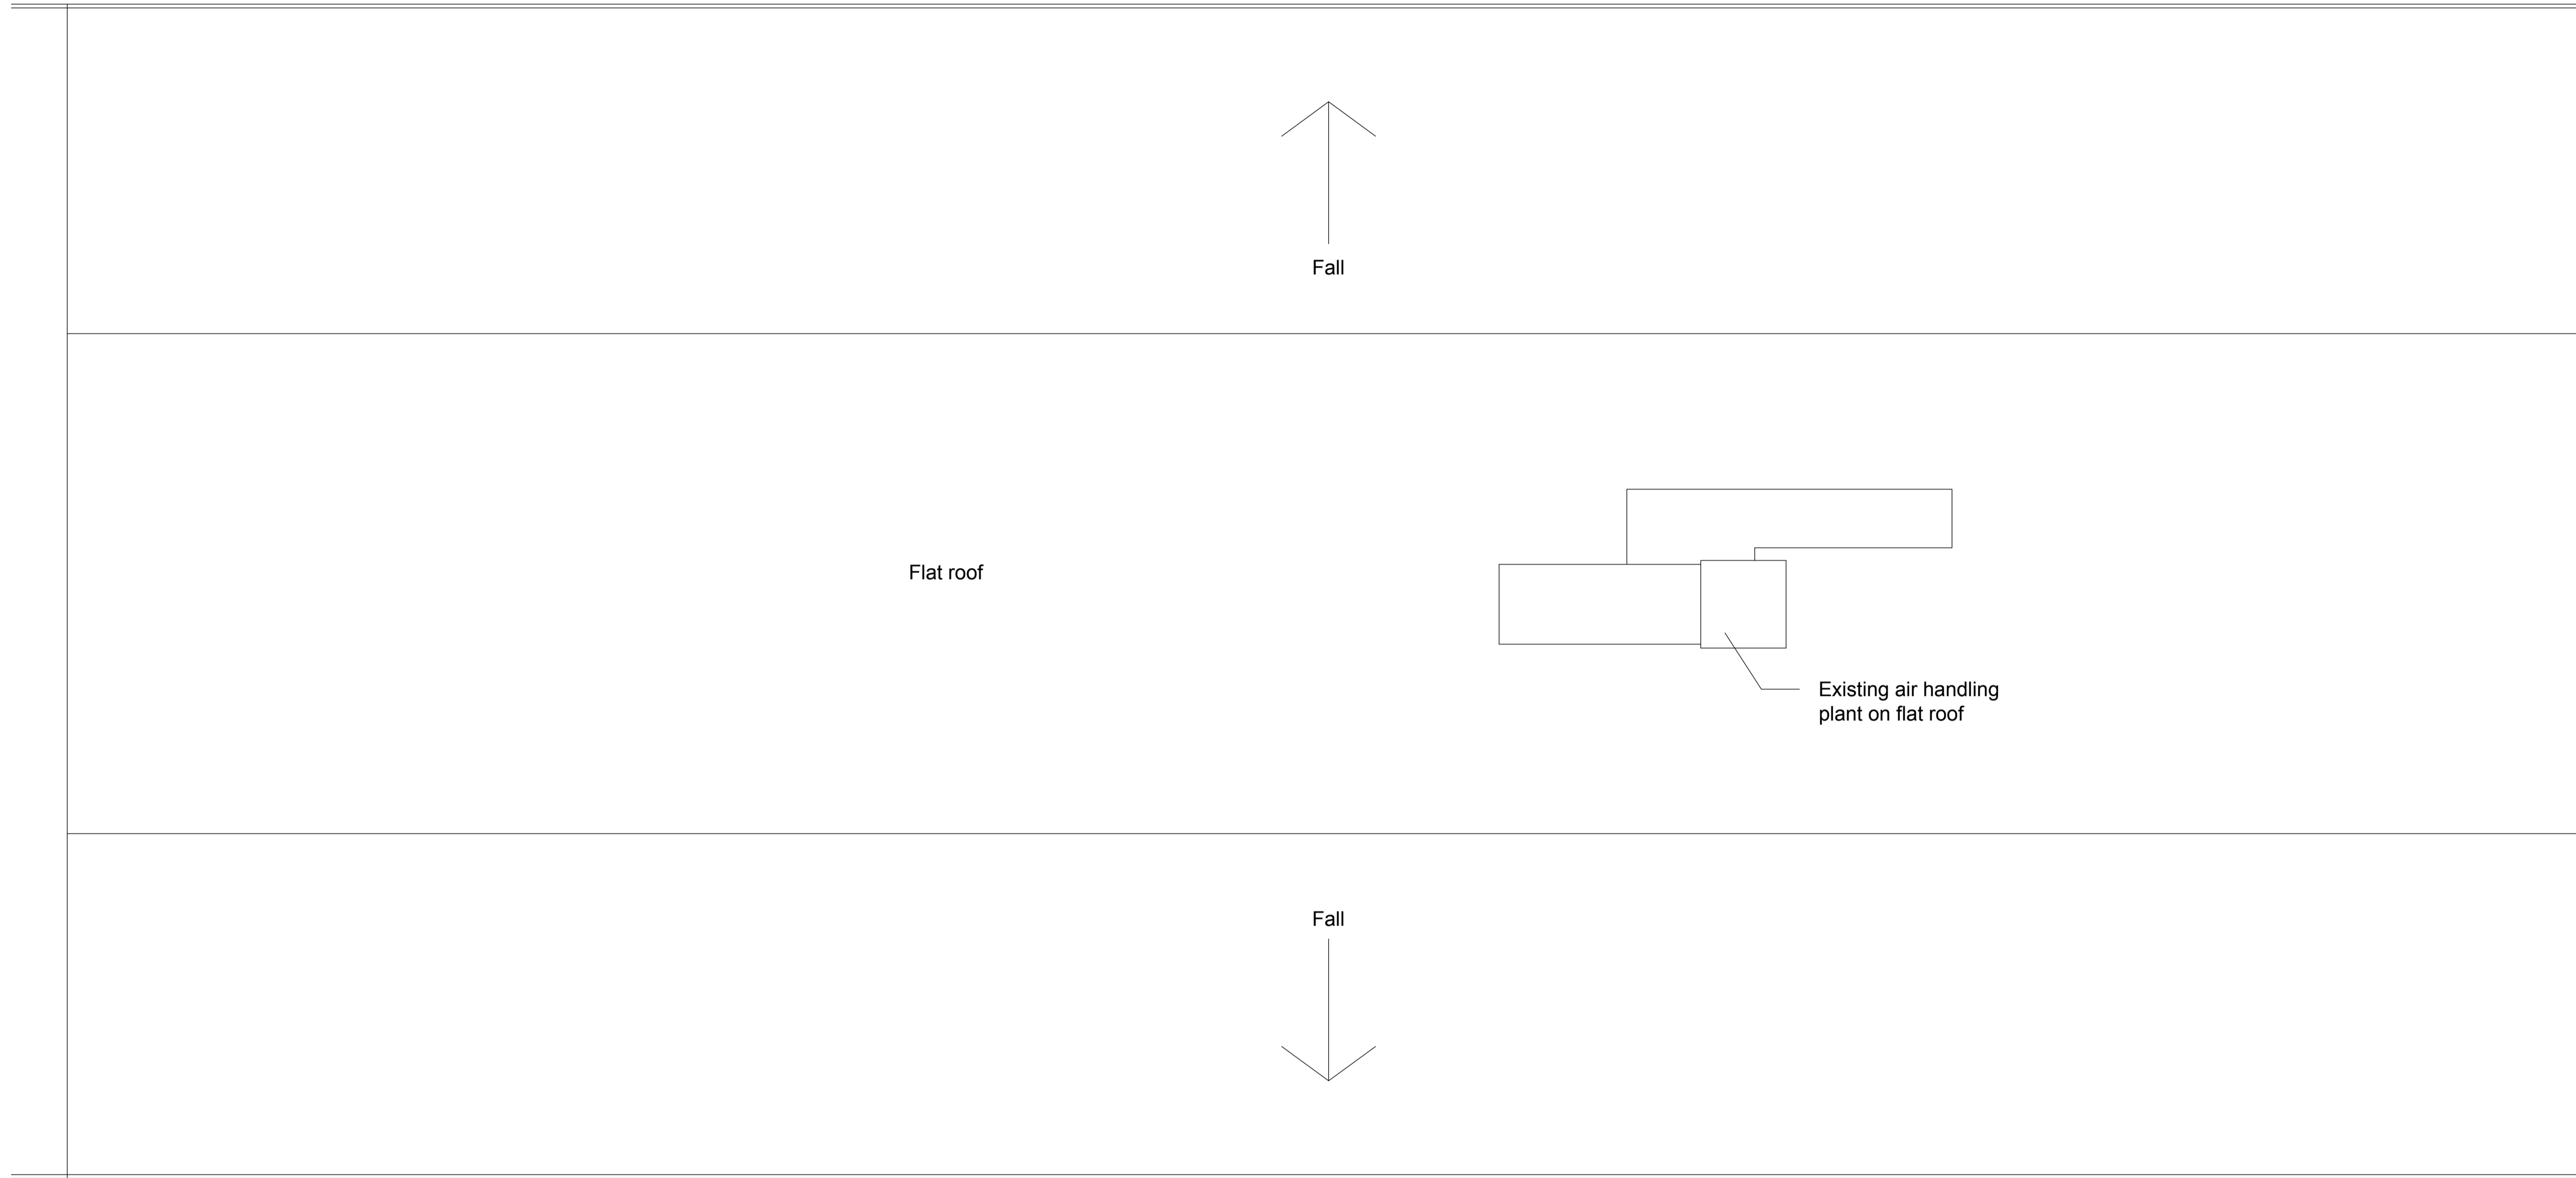 Fall
Flat roof
Existing air handling
plant on flat roof
Fall